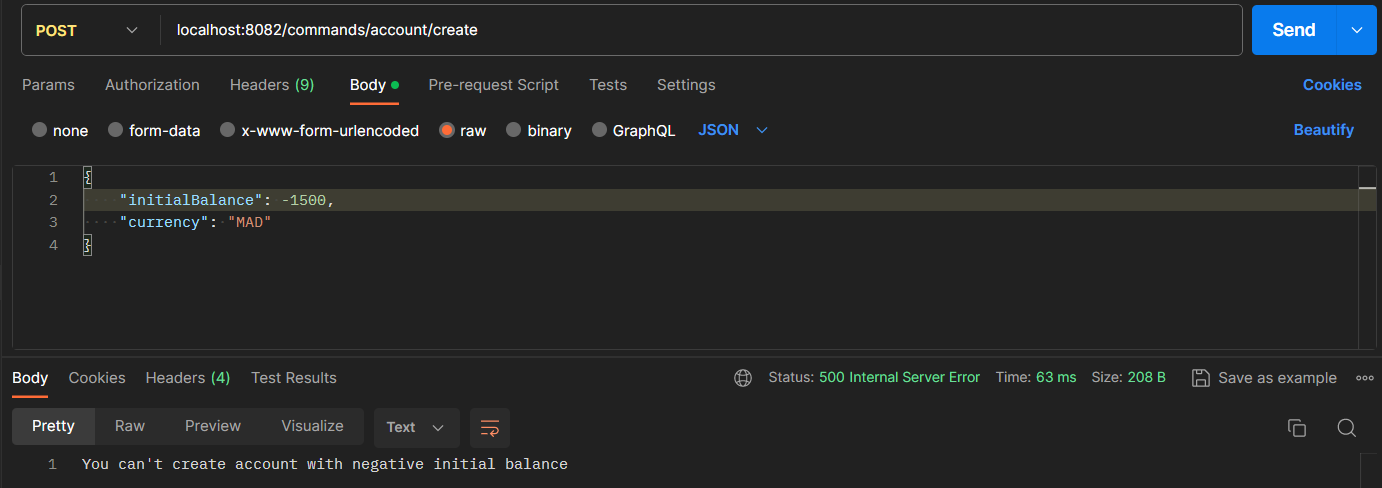 POST localhost:8082/commands/account/create Send
Params Authorization Headers (9) Body Pre-request Script Tests Settings Cookies
none form-data x-www-form-urlencoded raw binary GraphQL JSON Beautify
1 {
2 "initialBalance": -1500,
3 "currency": "MAD"
4 }
Body Cookies Headers (4) Test Results Status: 500 Internal Server Error Time: 63 ms Size: 208 B Save as example
Pretty Raw Preview Visualize Text
1 You can't create account with negative initial balance